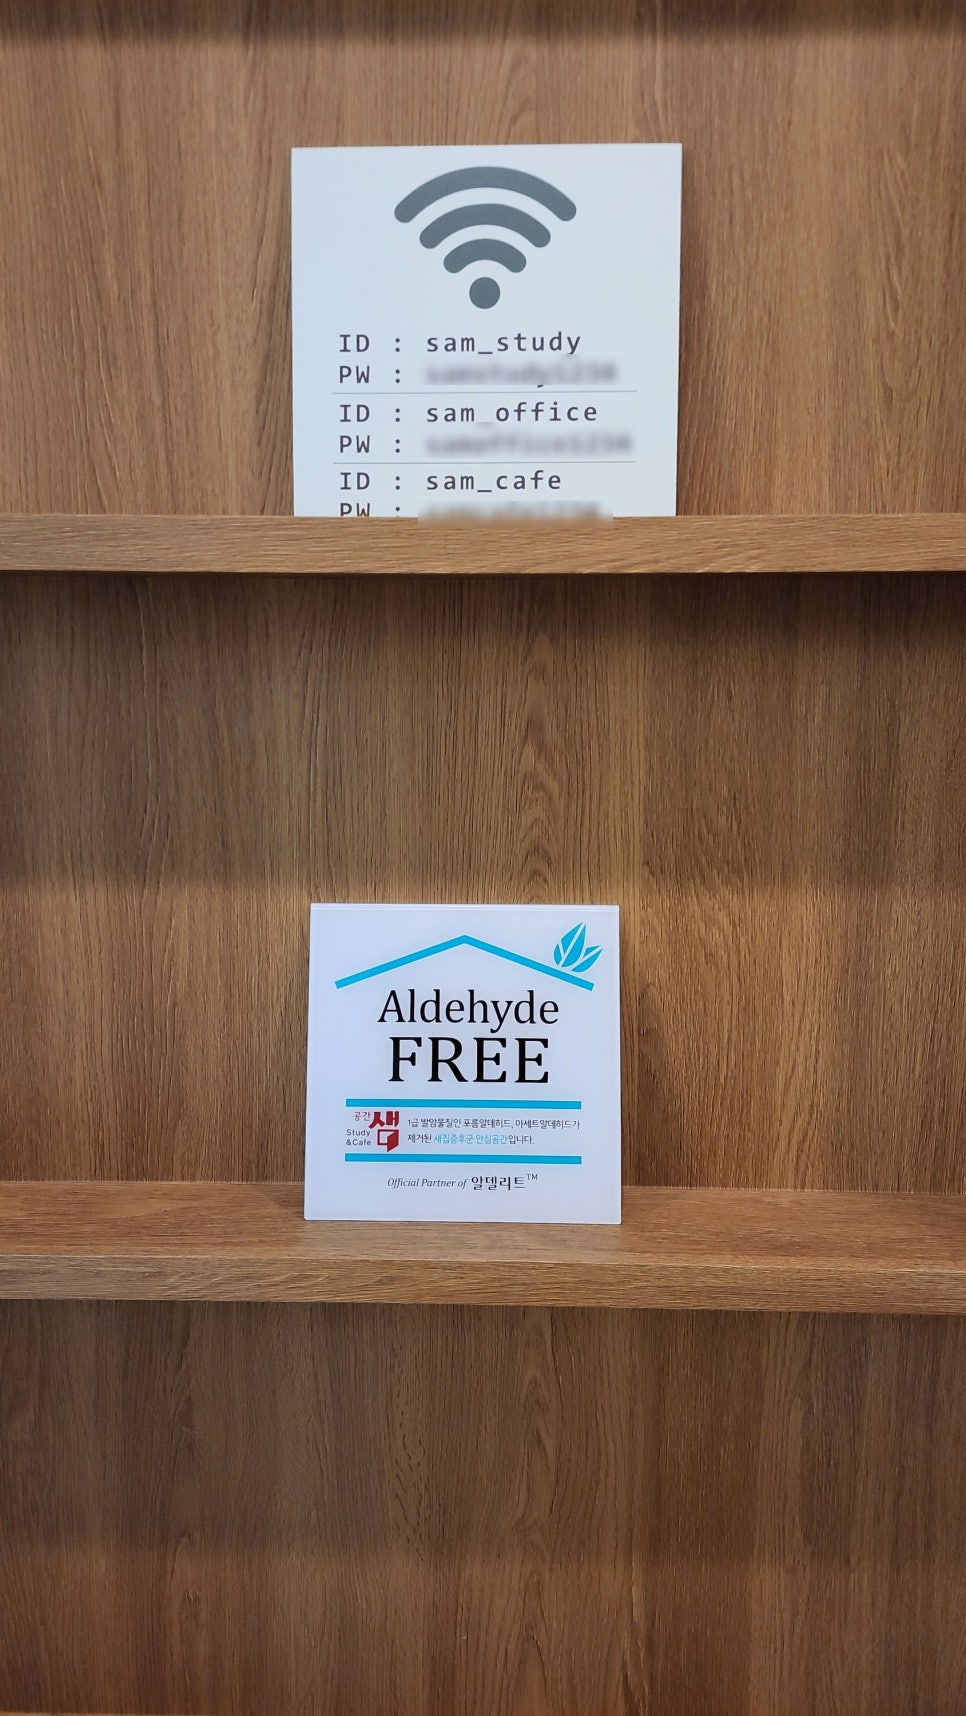 ID : sam_study
PW :
ID : sam_office
PW :
ID : sam_cafe
PW :
Aldehyde
FREE
공간
샘
Study
&Cafe
1급 발암물질인 포름알데히드, 아세트알데히드가
제거된 새집증후군 안심공간입니다.
Official Partner of 알델리트™